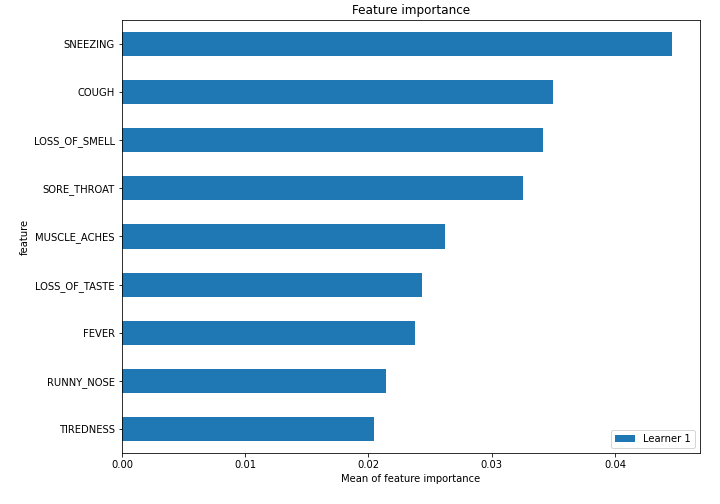 Feature importance
SNEEZING
COUGH
LOSS_OF_SMELL
SORE_THROAT
MUSCLE_ACHES
LOSS_OF_TASTE
FEVER
RUNNY_NOSE
TIREDNESS
feature
Learner 1
0.00 0.01 0.02 0.03 0.04
Mean of feature importance